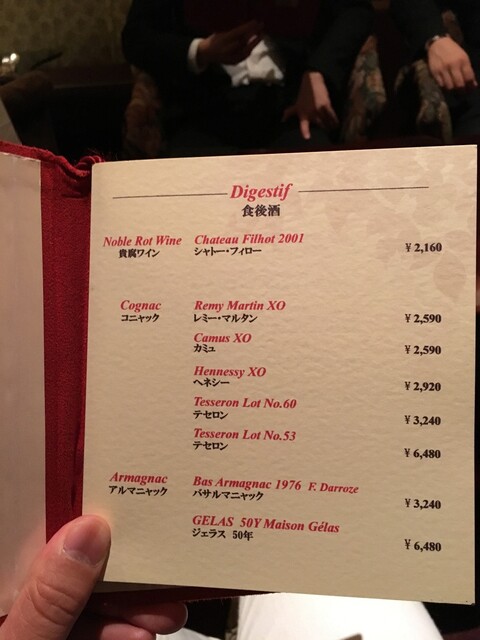 Digestif
食後酒
Noble Rot Wine Chateau Filhot 2001
貴腐ワイン シャトー・フィロー ¥ 2,160
Cognac Remy Martin XO
コニャック レミー・マルタン ¥ 2,590
Camus XO
カミュ ¥ 2,590
Hennessy XO
ヘネシー ¥ 2,920
Tesseron Lot No.60
テセロン ¥ 3,240
Tesseron Lot No.53
テセロン ¥ 6,480
Armagnac Bas Armagnac 1976 F. Darroze
アルマニャック バサルマニャック ¥ 3,240
GELAS 50Y Maison Gélas
ジェラス 50年 ¥ 6,480